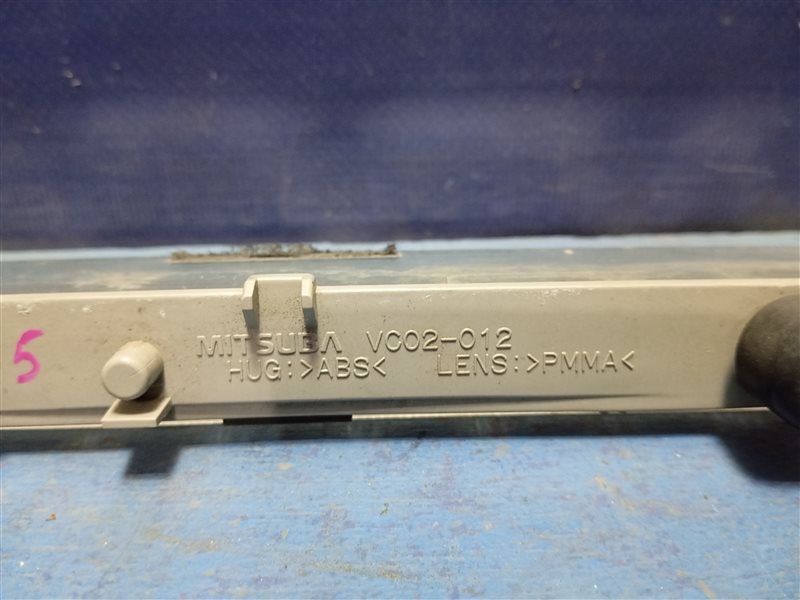 5
MITSUBA VC02-012
HUG:>ABS< LENS:>PMMA<